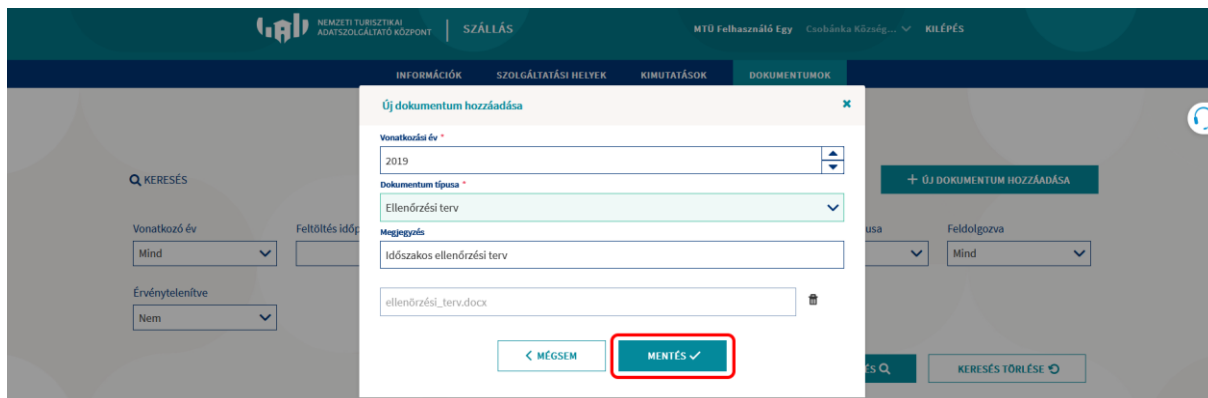 NEMZETI TURISZTIKAI
ADATSZOLGÁLTATÓ KÖZPONT
SZÁLLÁS
MTÜ Felhasználó Egy Csobánka Község... KILÉPÉS
INFORMÁCIÓK SZOLGÁLTATÁSI HELYEK KIMUTATÁSOK DOKUMENTUMOK
Új dokumentum hozzáadása
Vonatkozási év *
2019
Dokumentum típusa *
Ellenőrzési terv
Megjegyzés
Időszakos ellenőrzési terv
ellenörzési_terv.docx
MÉGSEM MENTÉS
KERESÉS
+ ÚJ DOKUMENTUM HOZZÁADÁSA
Vonatkozó év Feltöltés időp usa Feldolgozva
Mind Mind
Érvénytelenítve
Nem
ÉS KERESÉS TÖRLÉSE